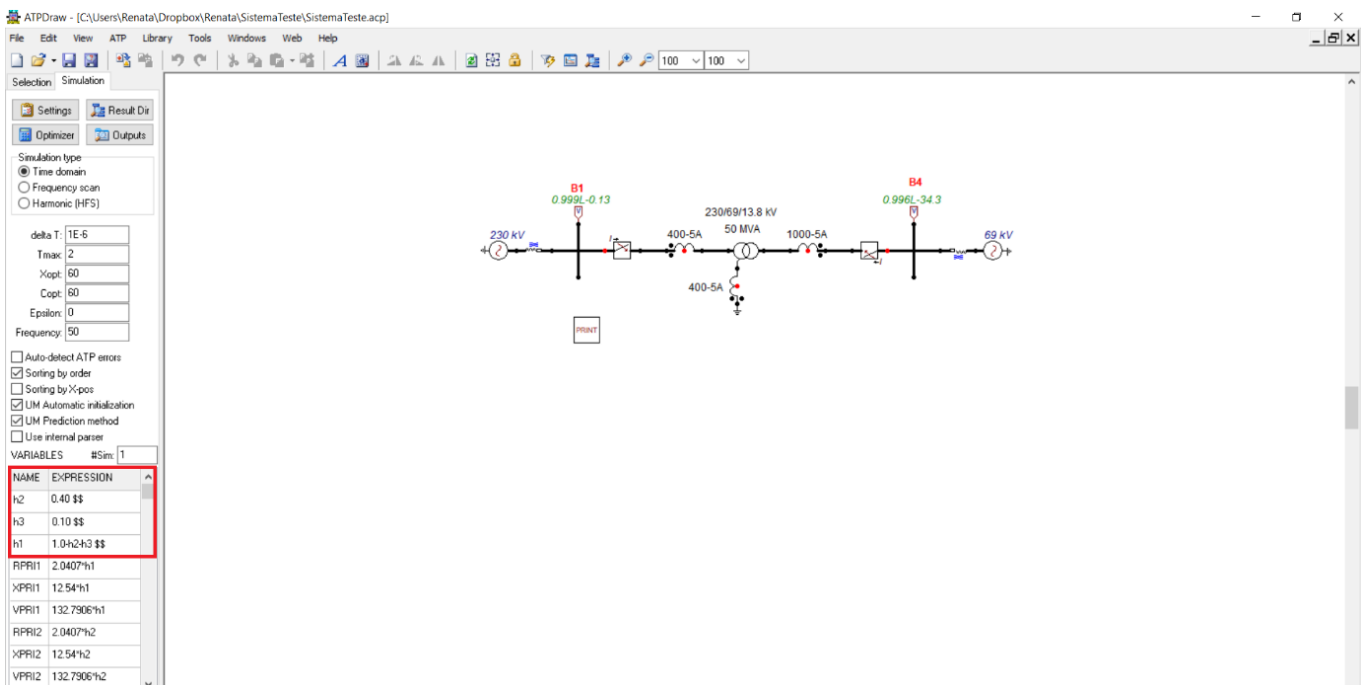 ATPDraw - [C:\Users\Renata\Dropbox\Renata\SistemaTeste\SistemaTeste.acp]
File Edit View ATP Library Tools Windows Web Help
100 100
Selection Simulation
Settings Result Dir
Optimizer Outputs
Simulation type
Time domain
Frequency scan
Harmonic (HFS)
delta T: 1E-6
Tmax: 2
Xopt: 60
Copt: 60
Epsilon: 0
Frequency: 50
Auto-detect ATP errors
Sorting by order
Sorting by X-pos
UM Automatic initialization
UM Prediction method
Use internal parser
VARIABLES #Sim: 1
NAME EXPRESSION
h2 0.40 $$
h3 0.10 $$
h1 1.0-h2-h3 $$
RPRI1 2.0407*h1
XPRI1 12.54*h1
VPRI1 132.7906*h1
RPRI2 2.0407*h2
XPRI2 12.54*h2
VPRI2 132.7906*h2
B1
0.999L-0.13
V
230 kV
I
400-5A
230/69/13.8 kV
50 MVA
1000-5A
400-5A
I
B4
0.996L-34.3
V
69 kV
PRINT